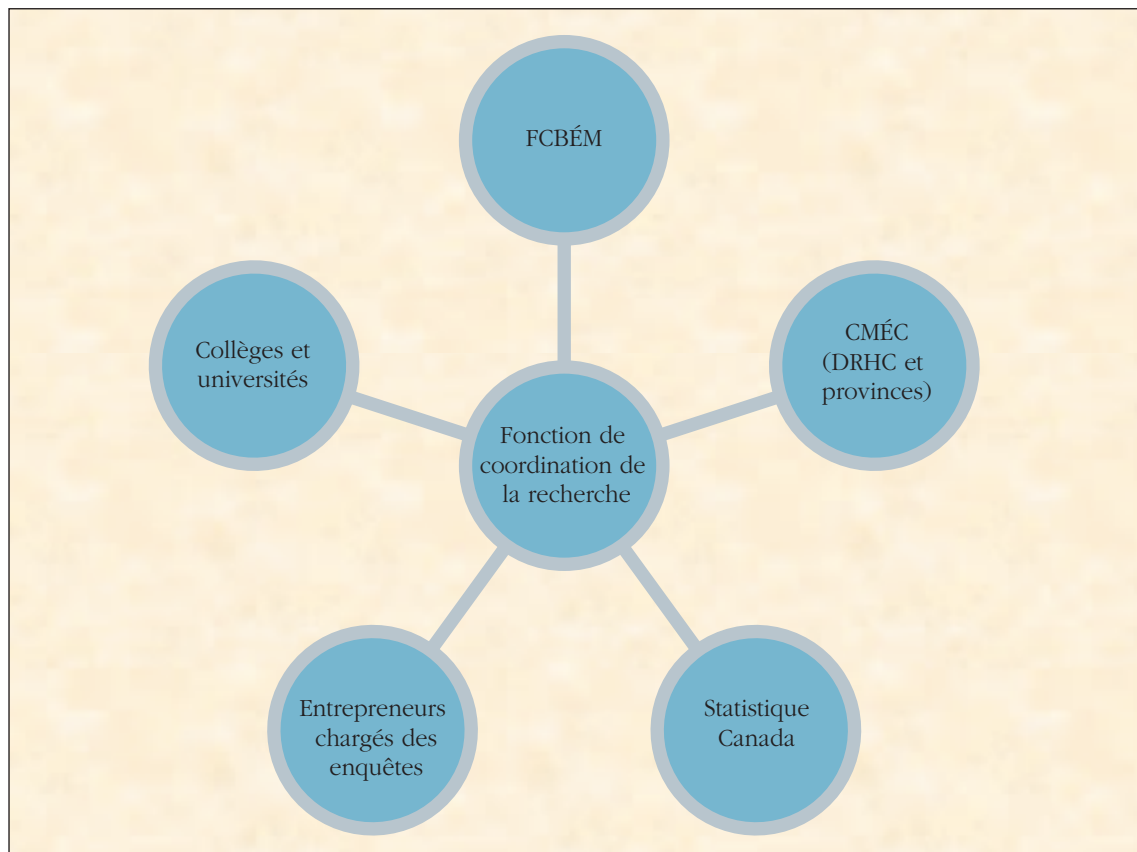 FCBÉM
Collèges et
universités
CMÉC
(DRHC et
provinces)
Fonction de
coordination de
la recherche
Entrepreneurs
chargés des
enquêtes
Statistique
Canada